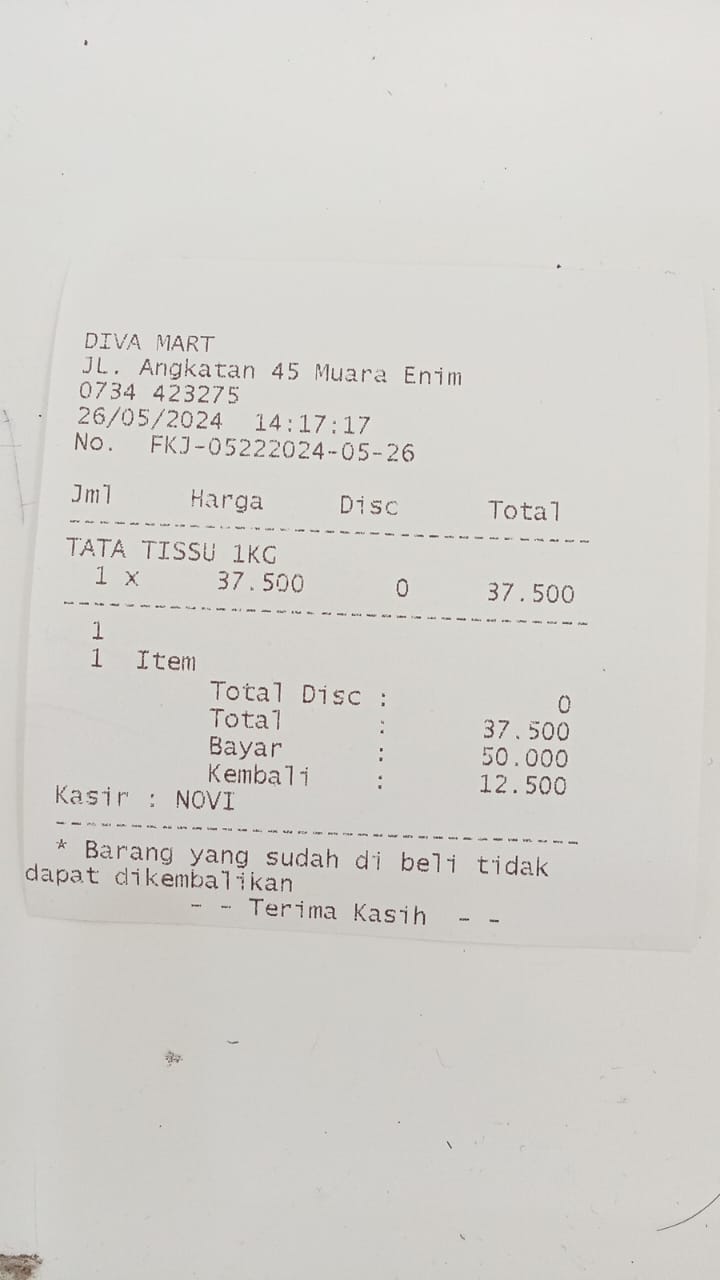 DIVA MART
JL. Angkatan 45 Muara Enim
0734 423275
26/05/2024 14:17:17
No. FKJ-05222024-05-26
Jml Harga Disc Total
TATA TISSU 1KG
1 x 37.500 0 37.500
1
1 Item
Total Disc : 0
Total : 37.500
Bayar : 50.000
Kembali : 12.500
Kasir : NOVI
* Barang yang sudah di beli tidak
dapat dikembalikan
- - Terima Kasih - -